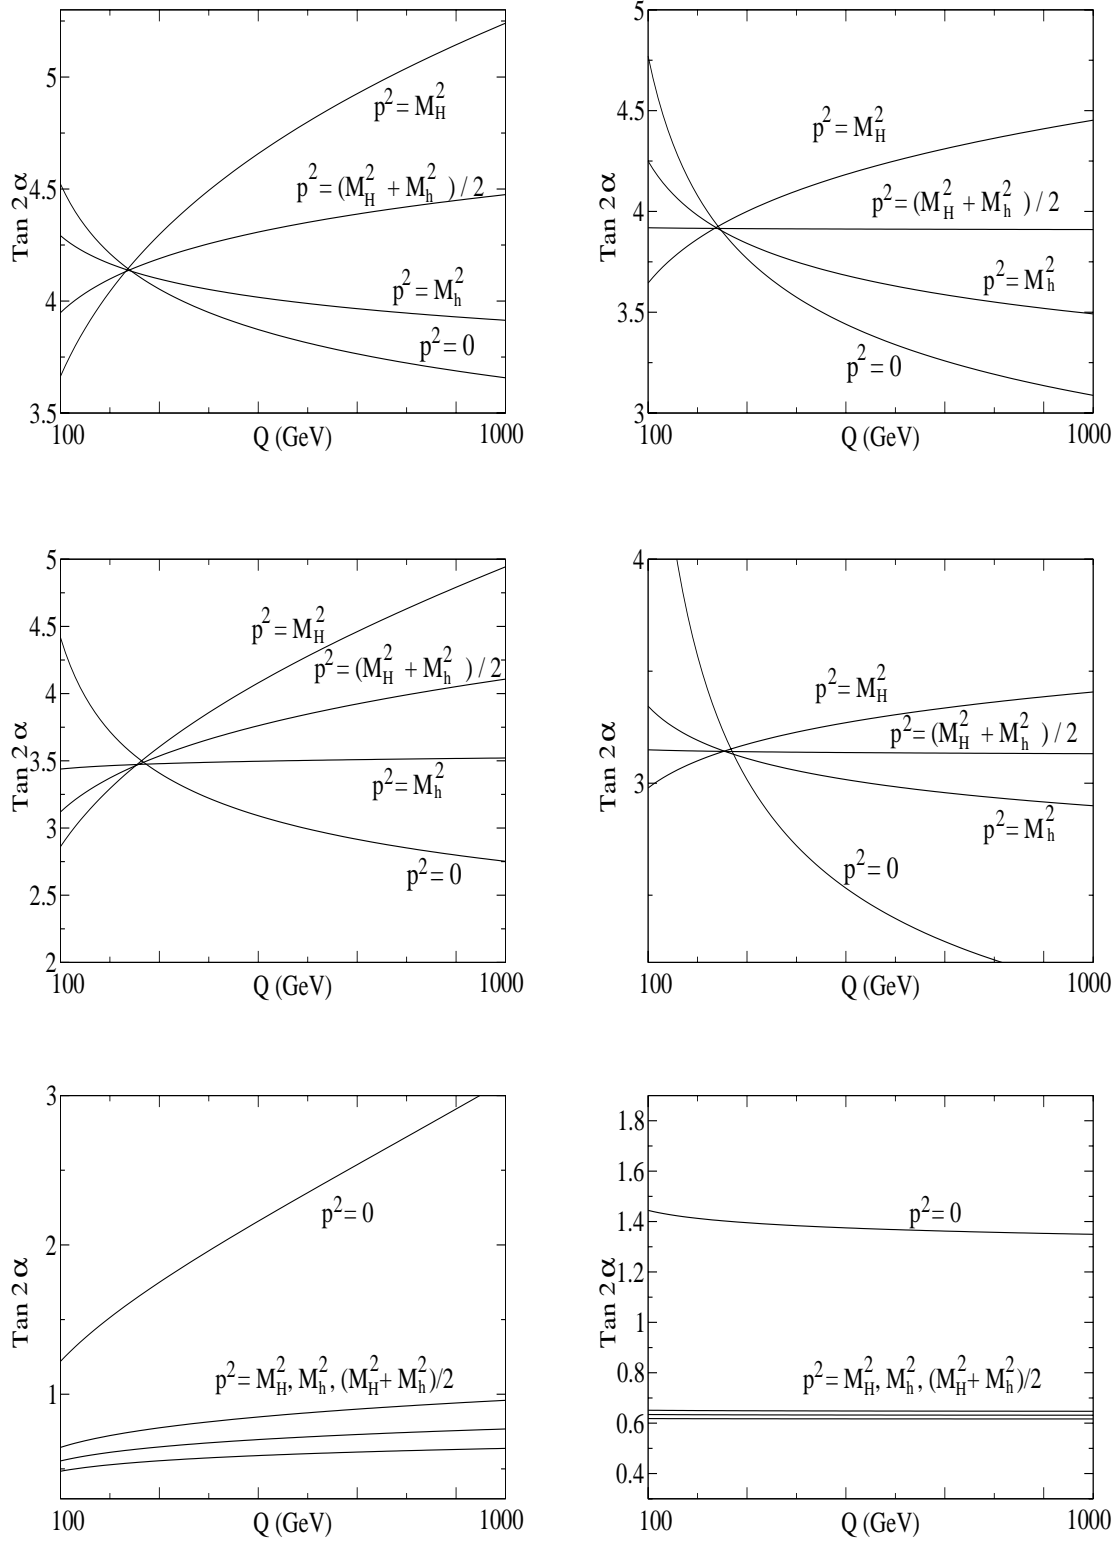 5
4.5
4
3.5
Tan 2α
p² = M_H²
p² = (M_H² + M_h²) / 2
p² = M_h²
p² = 0
100
Q (GeV)
1000
5
4.5
4
3.5
3
Tan 2α
p² = M_H²
p² = (M_H² + M_h²) / 2
p² = M_h²
p² = 0
100
Q (GeV)
1000
5
4.5
4
3.5
3
2.5
2
Tan 2α
p² = M_H²
p² = (M_H² + M_h²) / 2
p² = M_h²
p² = 0
100
Q (GeV)
1000
4
3
Tan 2α
p² = M_H²
p² = (M_H² + M_h²) / 2
p² = M_h²
p² = 0
100
Q (GeV)
1000
3
2
1
Tan 2α
p² = 0
p² = M_H², M_h², (M_H² + M_h²)/2
100
Q (GeV)
1000
1.8
1.6
1.4
1.2
1
0.8
0.6
0.4
Tan 2α
p² = 0
p² = M_H², M_h², (M_H² + M_h²)/2
100
Q (GeV)
1000